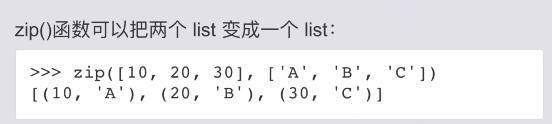 zip()函数可以把两个 list 变成一个 list：
>>> zip([10, 20, 30], ['A', 'B', 'C'])
[(10, 'A'), (20, 'B'), (30, 'C')]